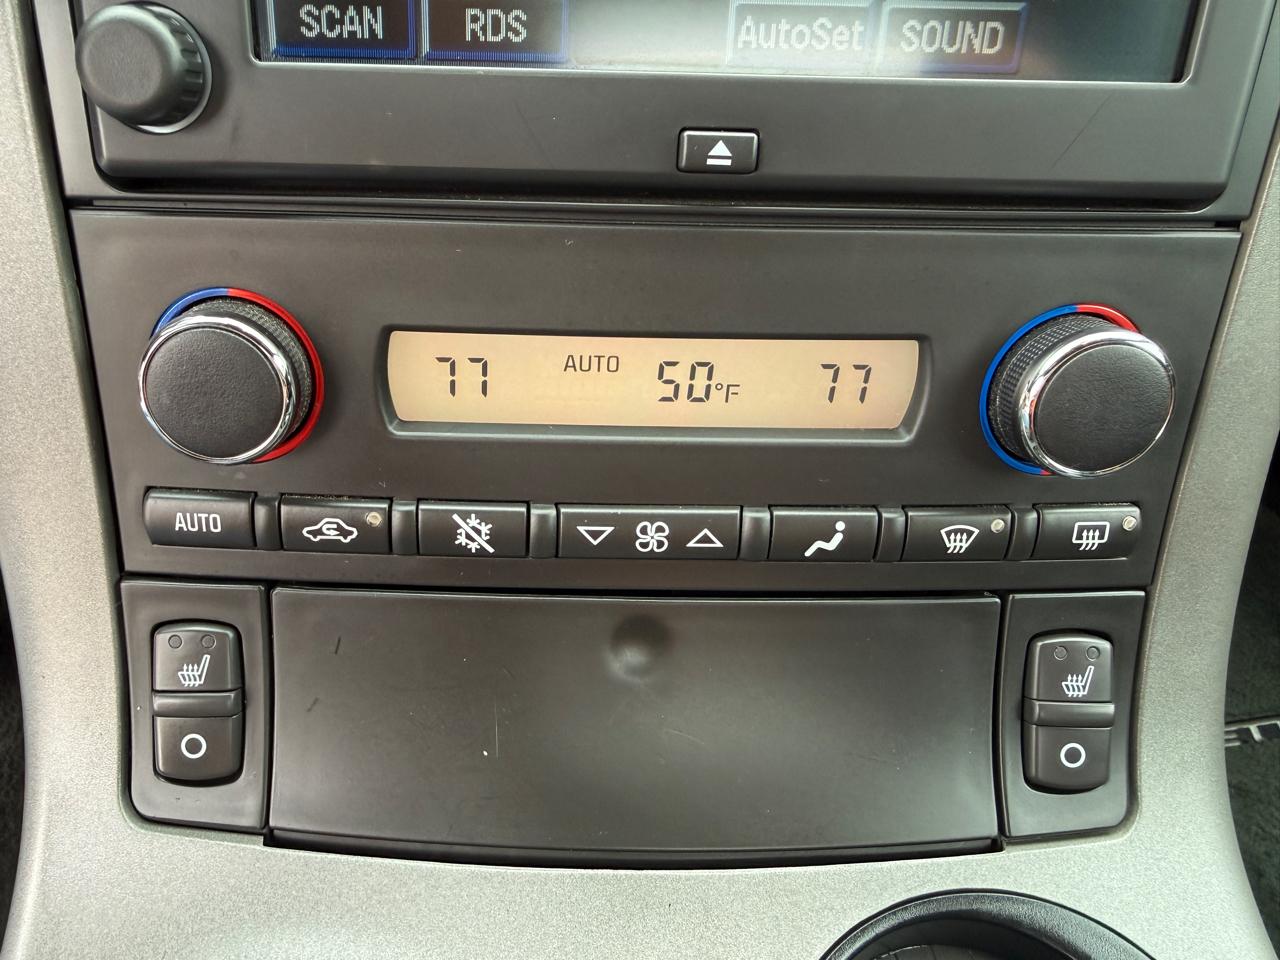 SCAN RDS AutoSet SOUND
77 AUTO 50°F 77
AUTO